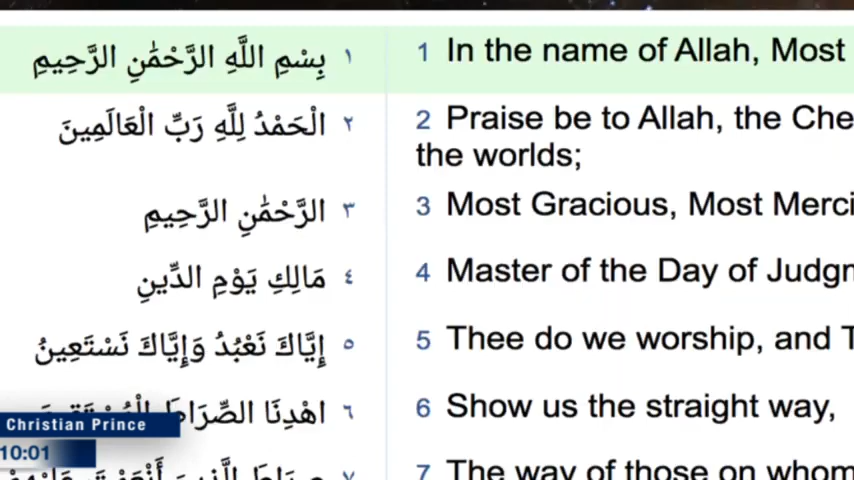 بِسْمِ اللَّهِ الرَّحْمَٰنِ الرَّحِيمِ ١
1 In the name of Allah, Most
الْحَمْدُ لِلَّهِ رَبِّ الْعَالَمِينَ ٢
2 Praise be to Allah, the Che
the worlds;
الرَّحْمَٰنِ الرَّحِيمِ ٣
3 Most Gracious, Most Merci
مَالِكِ يَوْمِ الدِّينِ ٤
4 Master of the Day of Judgm
إِيَّاكَ نَعْبُدُ وَإِيَّاكَ نَسْتَعِينُ ٥
5 Thee do we worship, and T
اهْدِنَا الصِّرَاطَ ٦
6 Show us the straight way,
7 The way of those on whom
Christian Prince
10:01